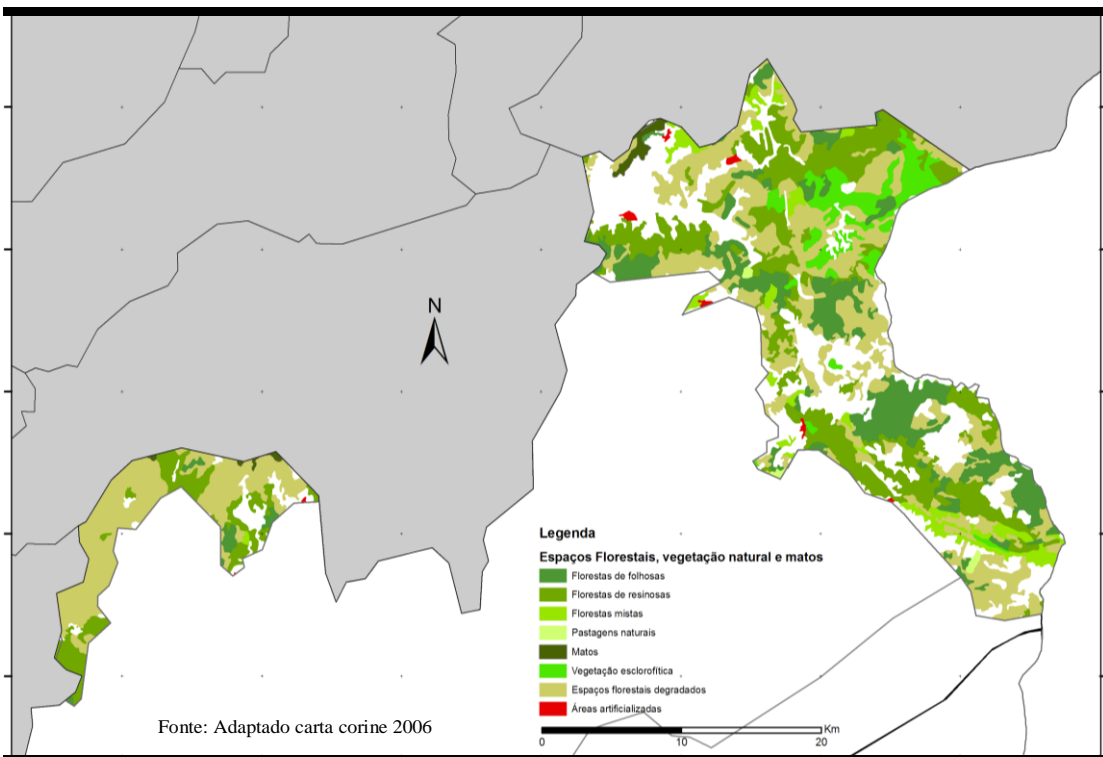 N
Legenda
Espaços Florestais, vegetação natural e matos
Florestas de folhosas
Florestas de resinosas
Florestas mistas
Pastagens naturais
Matos
Vegetação esclorofítica
Espaços florestais degradados
Áreas artificializadas
Fonte: Adaptado carta corine 2006
Km
0 10 20